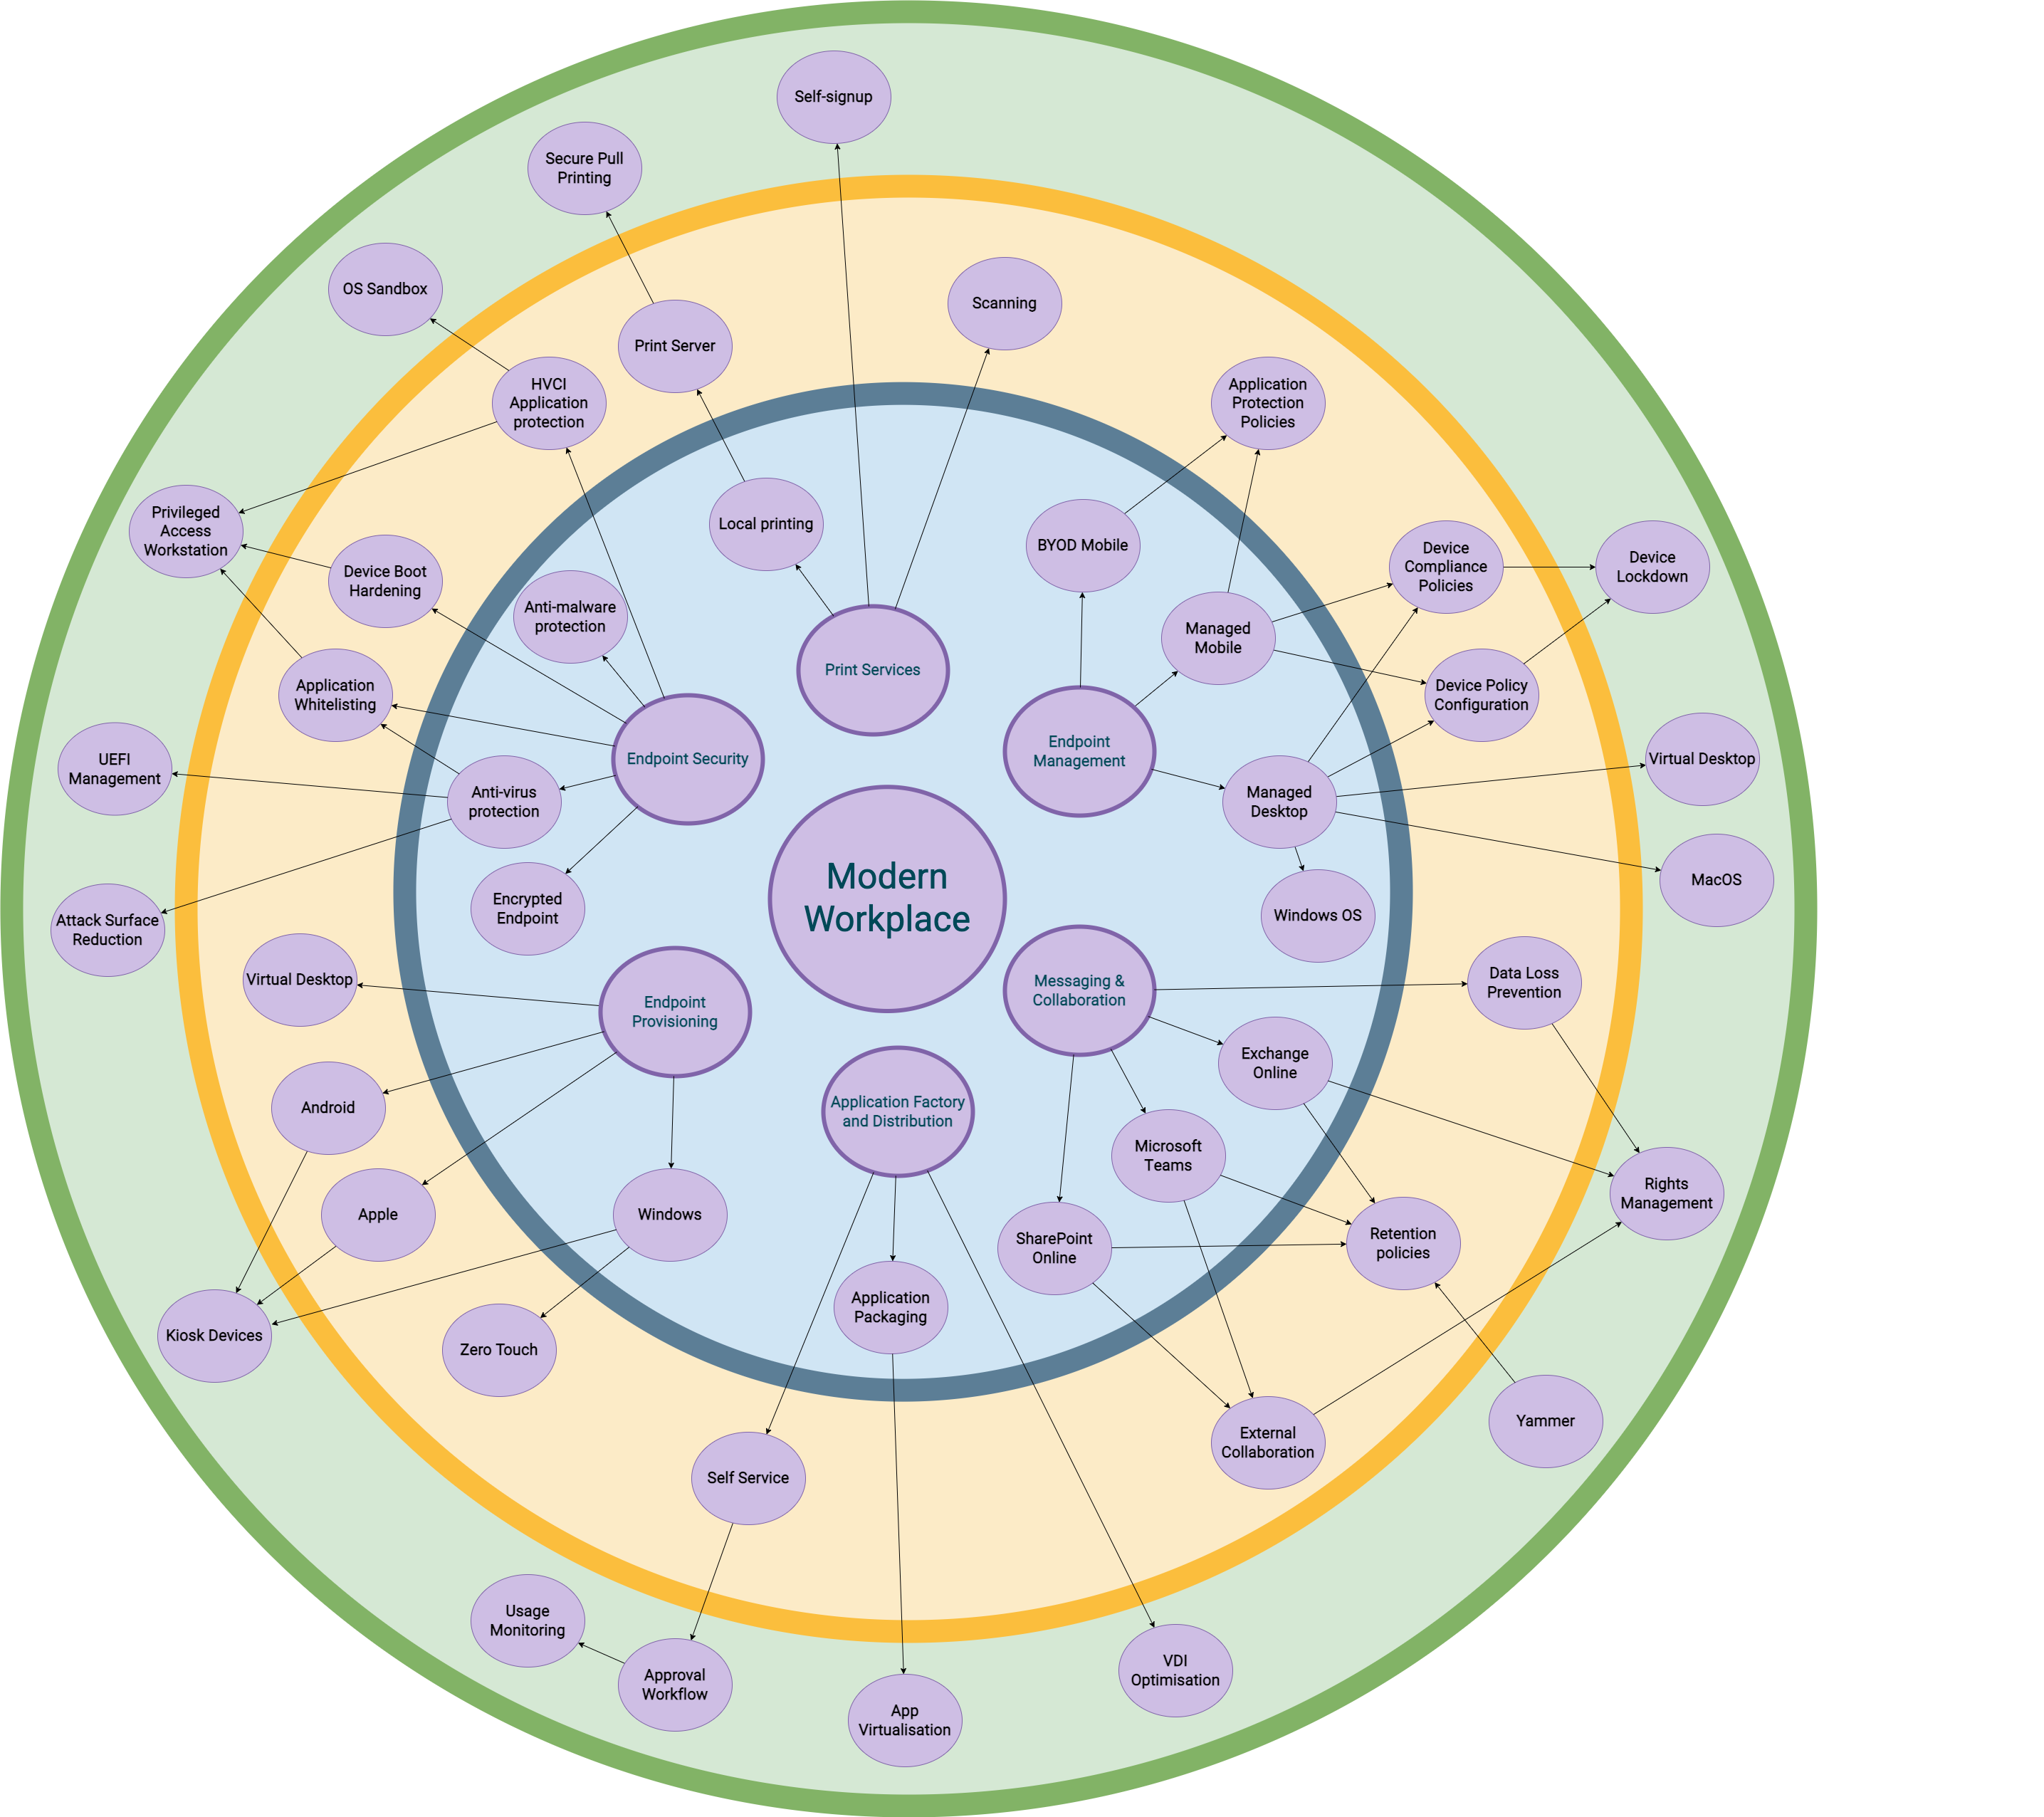 Self-signup
Secure Pull
Printing
OS Sandbox
Scanning
Print Server
HVCI
Application
protection
Application
Protection
Policies
Privileged
Access
Workstation
Local printing
BYOD Mobile
Device
Compliance
Policies
Device
Lockdown
Device Boot
Hardening
Anti-malware
protection
Managed
Mobile
Application
Whitelisting
Print Services
Device Policy
Configuration
UEFI
Management
Endpoint Security
Endpoint
Management
Virtual Desktop
Anti-virus
protection
Managed
Desktop
Modern
Workplace
MacOS
Attack Surface
Reduction
Encrypted
Endpoint
Windows OS
Virtual Desktop
Endpoint
Provisioning
Messaging &
Collaboration
Data Loss
Prevention
Exchange
Online
Android
Application Factory
and Distribution
Microsoft
Teams
Rights
Management
Apple
Windows
SharePoint
Online
Retention
policies
Application
Packaging
Kiosk Devices
Zero Touch
External
Collaboration
Yammer
Self Service
Usage
Monitoring
Approval
Workflow
VDI
Optimisation
App
Virtualisation